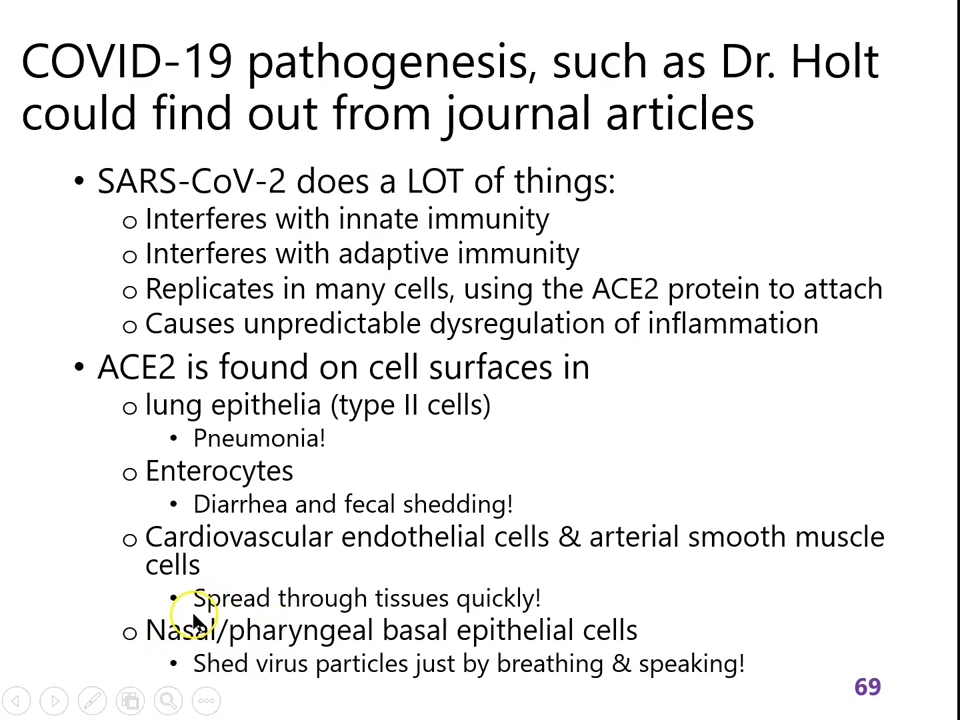 COVID-19 pathogenesis, such as Dr. Holt
could find out from journal articles
• SARS-CoV-2 does a LOT of things:
o Interferes with innate immunity
o Interferes with adaptive immunity
o Replicates in many cells, using the ACE2 protein to attach
o Causes unpredictable dysregulation of inflammation
• ACE2 is found on cell surfaces in
o lung epithelia (type II cells)
• Pneumonia!
o Enterocytes
• Diarrhea and fecal shedding!
o Cardiovascular endothelial cells & arterial smooth muscle
cells
• Spread through tissues quickly!
o Nasal/pharyngeal basal epithelial cells
• Shed virus particles just by breathing & speaking!
69